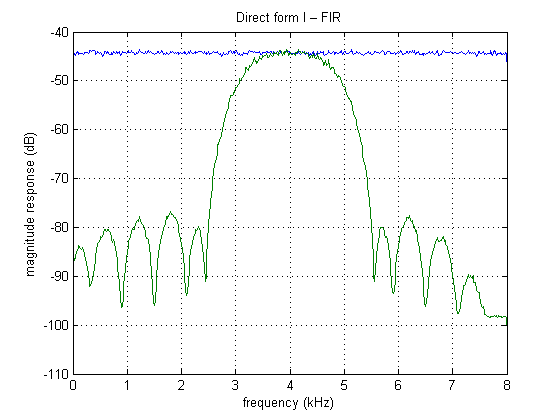 Direct form I – FIR
magnitude response (dB)
-40
-50
-60
-70
-80
-90
-100
-110
0 1 2 3 4 5 6 7 8
frequency (kHz)